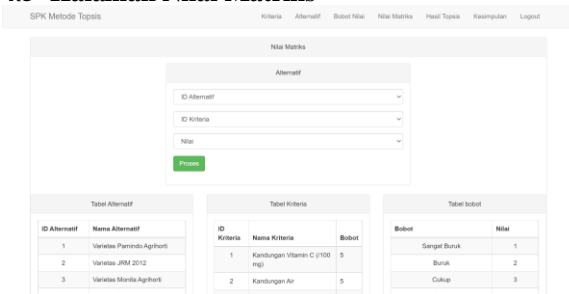 SPK Metode Topsis Kriteria Alternatif Bobot Nilai Nilai Matriks Hasil Topsis Kesimpulan Logout
Nilai Matriks
Alternatif
ID Alternatif
ID Kriteria
Nilai
Proses
Tabel Alternatif
ID Alternatif Nama Alternatif
1 Varietas Pamindo Agrihorti
2 Varietas JRM 2012
3 Varietas Monita Agrihorti
Tabel Kriteria
ID Kriteria Nama Kriteria Bobot
1 Kandungan Vitamin C (/100 mg) 5
2 Kandungan Air 5
Tabel bobot
Bobot Nilai
Sangat Buruk 1
Buruk 2
Cukup 3